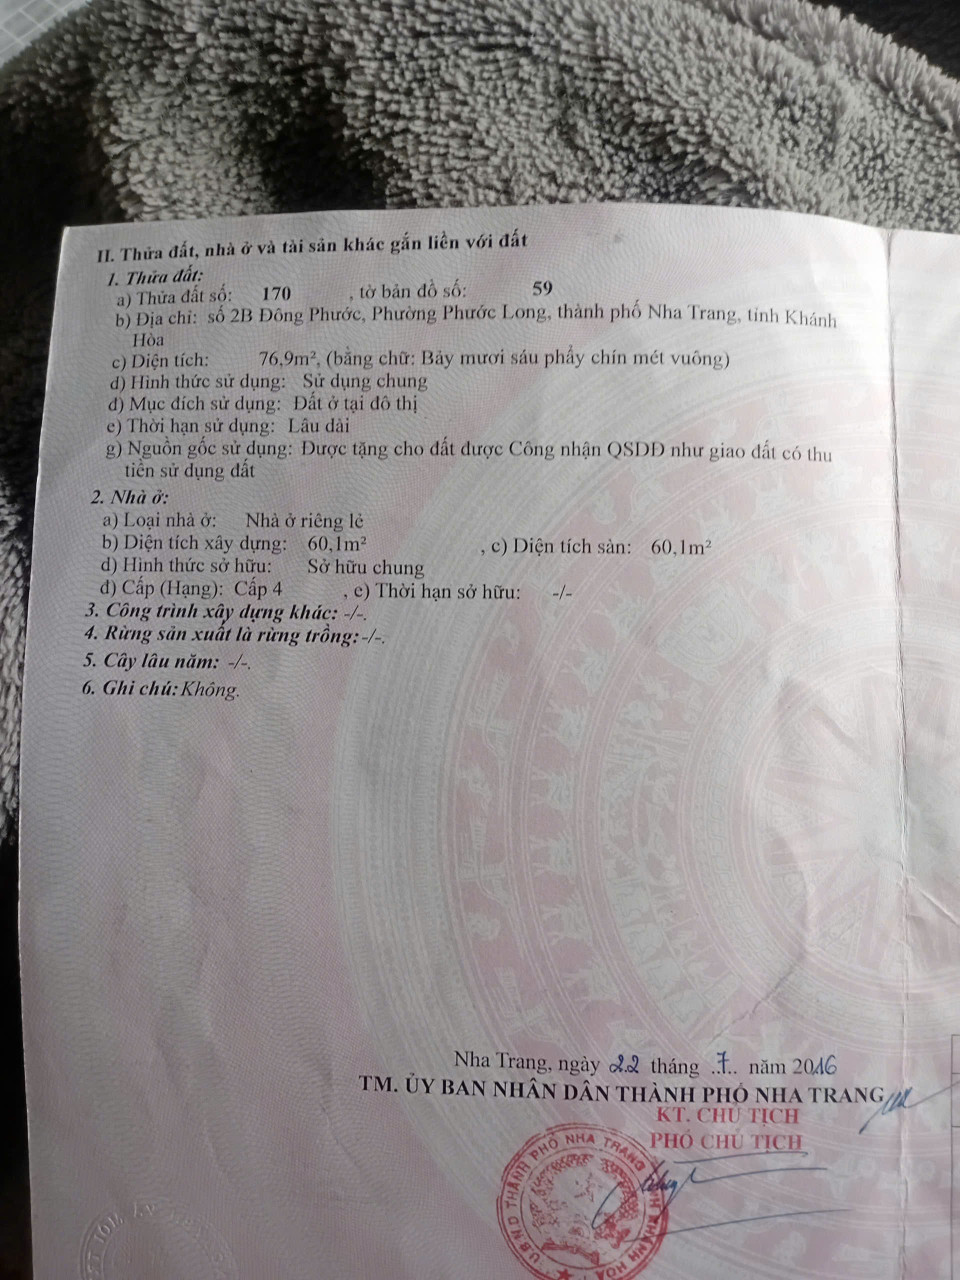 II. Thửa đất, nhà ở và tài sản khác gắn liền với đất
1. Thửa đất:
a) Thửa đất số: 170 , tờ bản đồ số: 59
b) Địa chỉ: số 2B Đông Phước, Phường Phước Long, thành phố Nha Trang, tỉnh Khánh
Hòa
c) Diện tích: 76,9m², (bằng chữ: Bảy mươi sáu phẩy chín mét vuông)
d) Hình thức sử dụng: Sử dụng chung
đ) Mục đích sử dụng: Đất ở tại đô thị
e) Thời hạn sử dụng: Lâu dài
g) Nguồn gốc sử dụng: Được tặng cho đất được Công nhận QSDĐ như giao đất có thu
tiền sử dụng đất
2. Nhà ở:
a) Loại nhà ở: Nhà ở riêng lẻ
b) Diện tích xây dựng: 60,1m² , c) Diện tích sàn: 60,1m²
d) Hình thức sở hữu: Sở hữu chung
đ) Cấp (Hạng): Cấp 4 , e) Thời hạn sở hữu: -/-
3. Công trình xây dựng khác: -/-.
4. Rừng sản xuất là rừng trồng: -/-.
5. Cây lâu năm: -/-.
6. Ghi chú: Không.
Nha Trang, ngày 22 tháng .7.. năm 2016
TM. ỦY BAN NHÂN DÂN THÀNH PHỐ NHA TRANG
KT. CHỦ TỊCH
PHÓ CHỦ TỊCH
U.B.N.D THÀNH PHỐ NHA TRANG